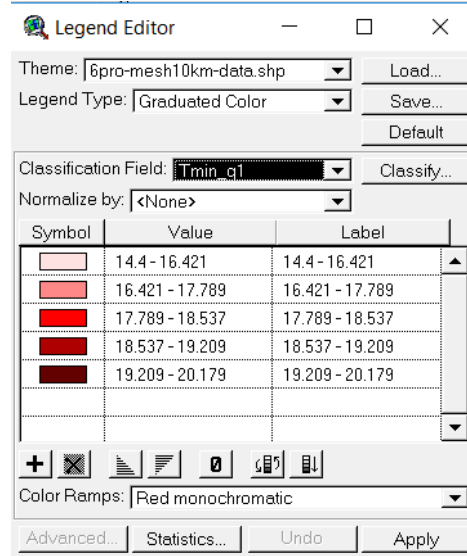 Legend Editor
Theme: 6pro-mesh10km-data.shp Load...
Legend Type: Graduated Color Save...
Default
Classification Field: Tmin_q1 Classify...
Normalize by: <None>
Symbol Value Label
14.4 - 16.421 14.4 - 16.421
16.421 - 17.789 16.421 - 17.789
17.789 - 18.537 17.789 - 18.537
18.537 - 19.209 18.537 - 19.209
19.209 - 20.179 19.209 - 20.179
0
Color Ramps: Red monochromatic
Advanced... Statistics... Undo Apply